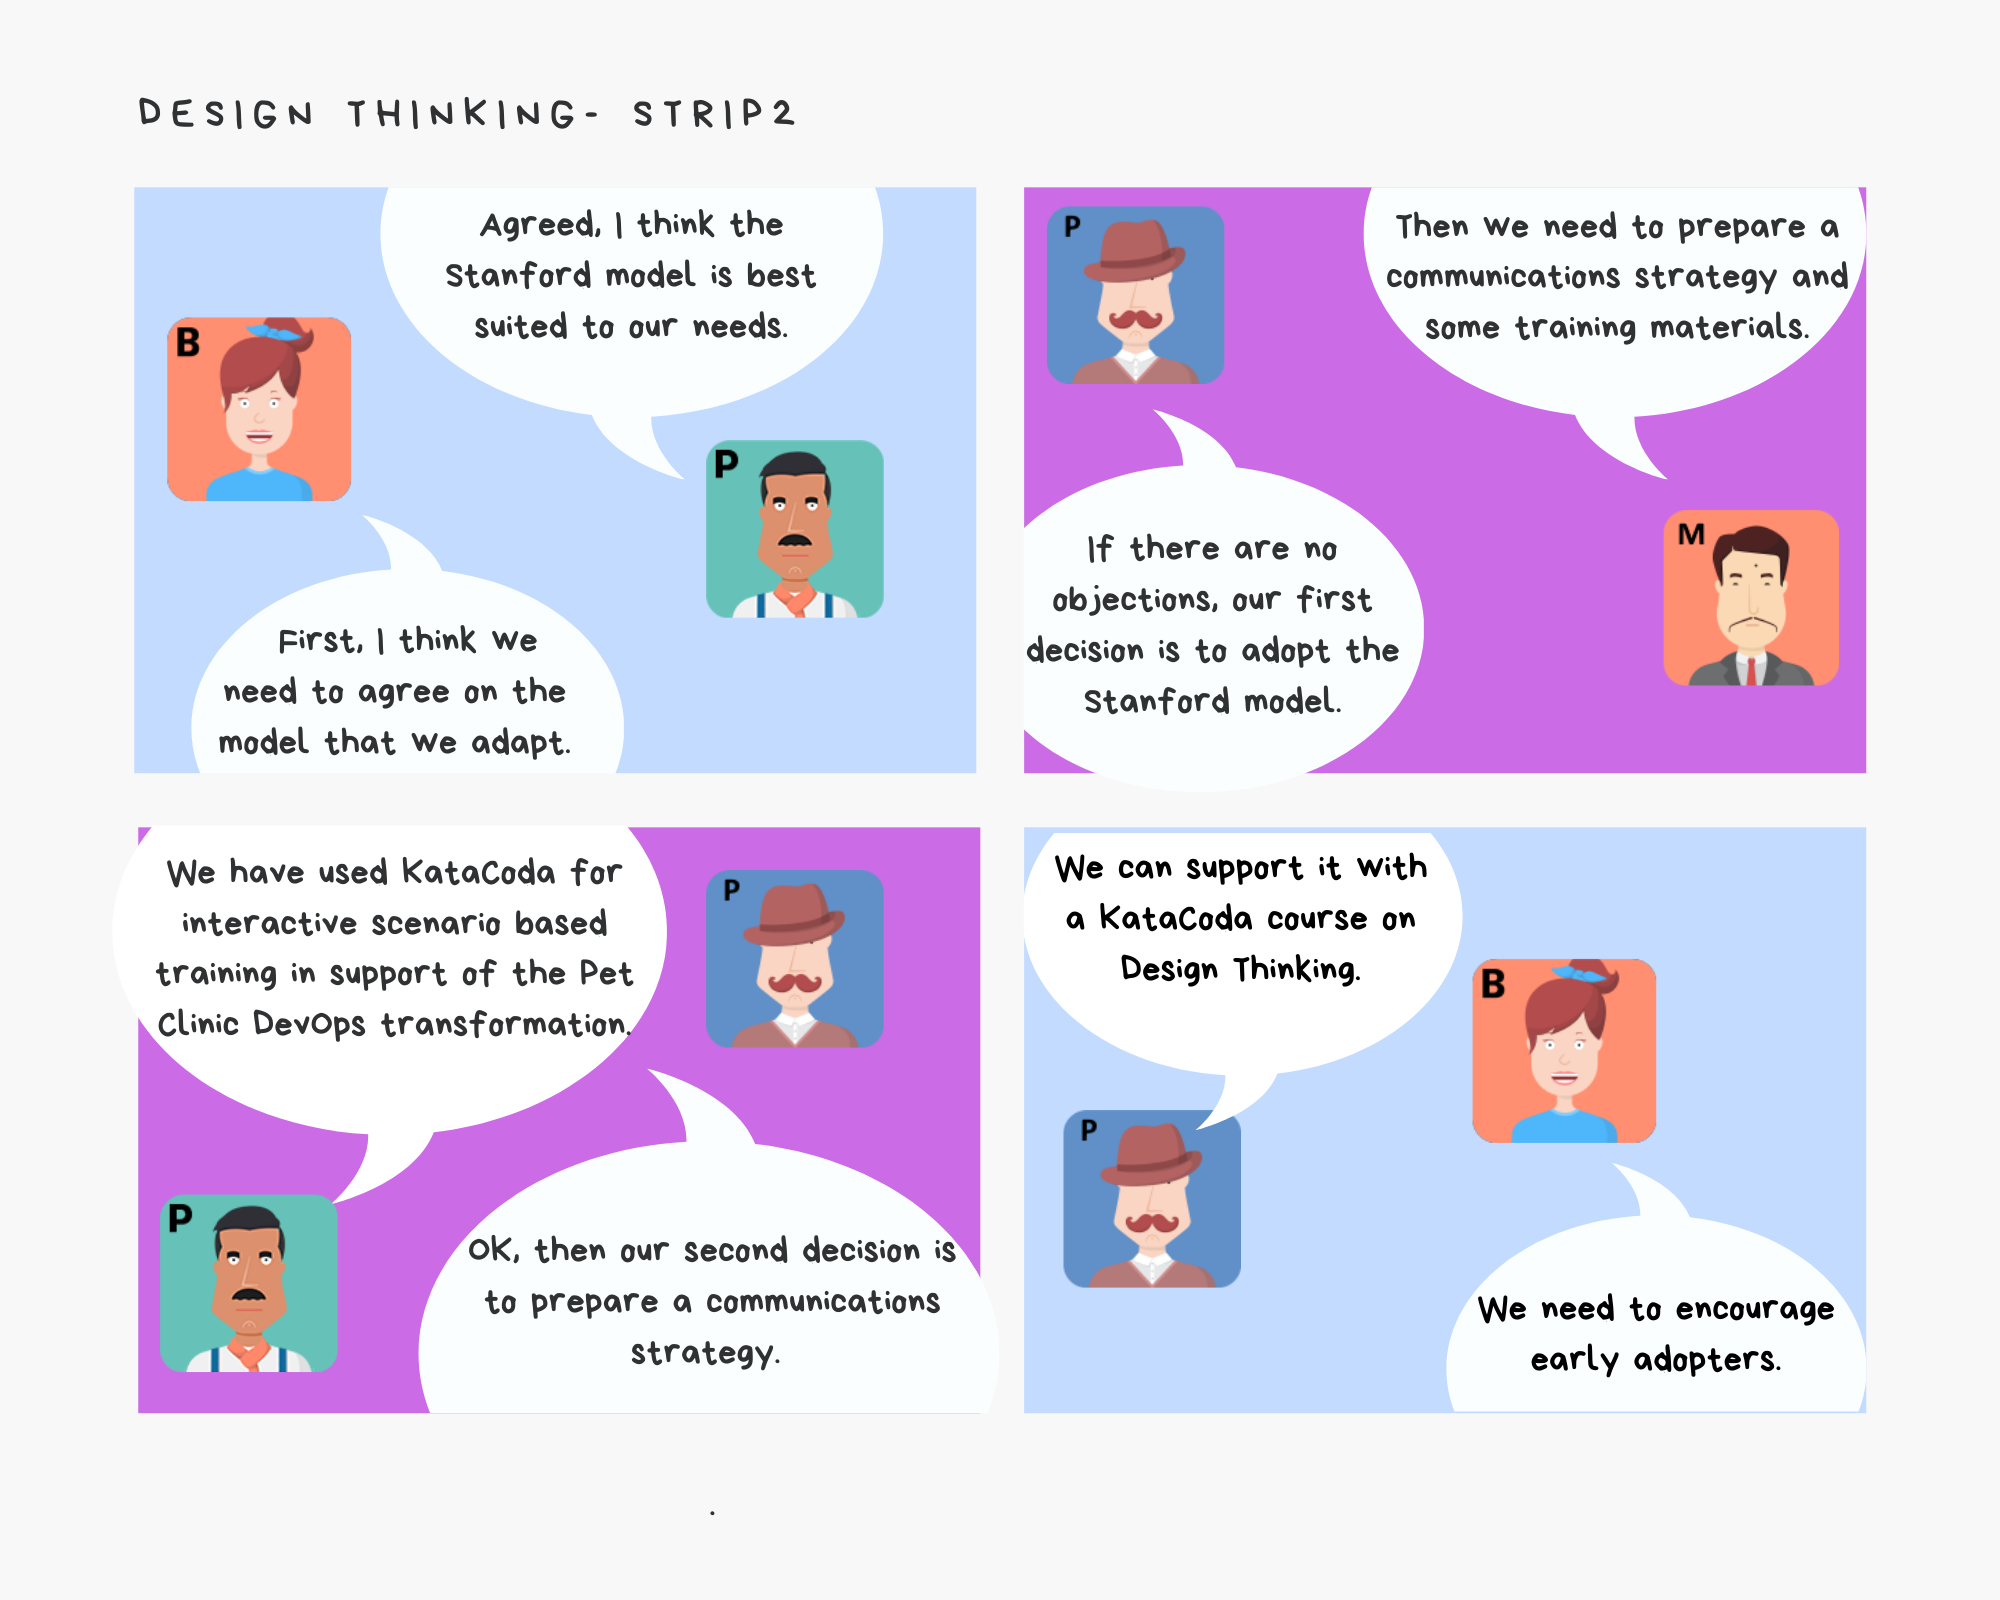 DESIGN THINKING- STRIP2
Agreed, I think the
Stanford model is best
suited to our needs.
B
P
First, I think we
need to agree on the
model that we adapt.
P
Then we need to prepare a
communications strategy and
some training materials.
If there are no
objections, our first
decision is to adopt the
Stanford model.
M
We have used KataCoda for
interactive scenario based
training in support of the Pet
Clinic DevOps transformation.
P
P
OK, then our second decision is
to prepare a communications
strategy.
We can support it with
a KataCoda course on
Design Thinking.
B
P
We need to encourage
early adopters.
.